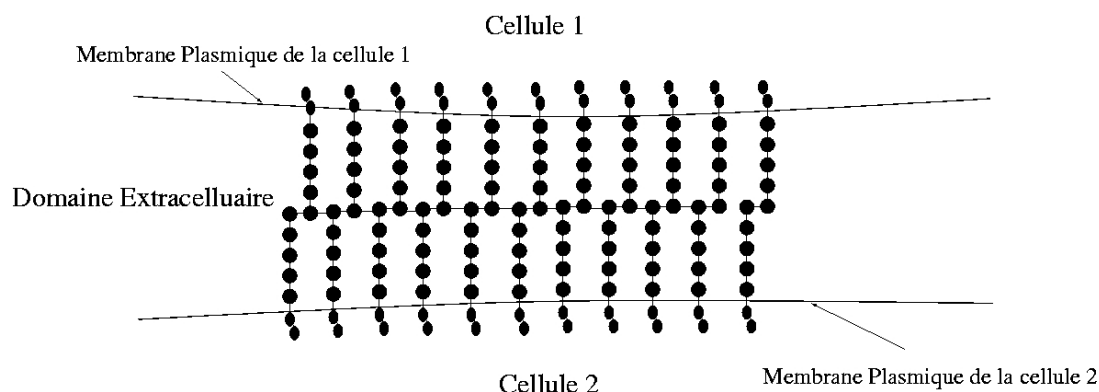 Cellule 1
Membrane Plasmique de la cellule 1
Domaine Extracelluaire
Membrane Plasmique de la cellule 2
Cellule 2